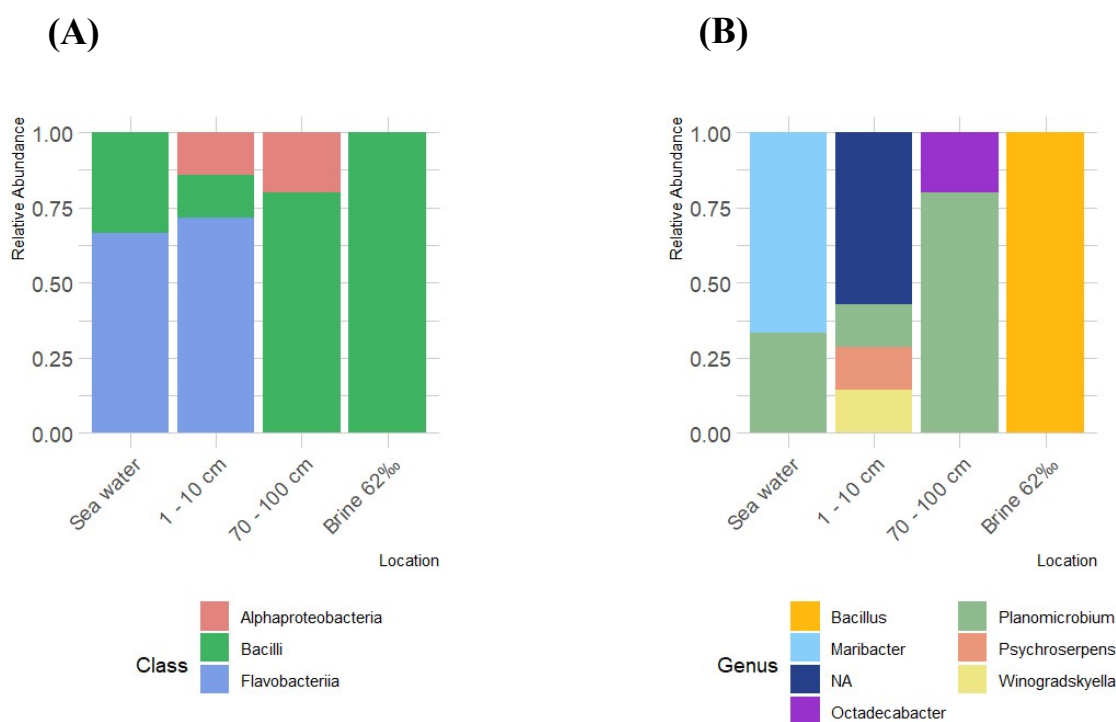 (A)
Relative Abundance
1.00
0.75
0.50
0.25
0.00
Sea water
1 - 10 cm
70 - 100 cm
Brine 62‰
Location
Class
Alphaproteobacteria
Bacilli
Flavobacteriia
(B)
Relative Abundance
1.00
0.75
0.50
0.25
0.00
Sea water
1 - 10 cm
70 - 100 cm
Brine 62‰
Location
Genus
Bacillus
Maribacter
NA
Octadecabacter
Planomicrobium
Psychroserpens
Winogradskyella